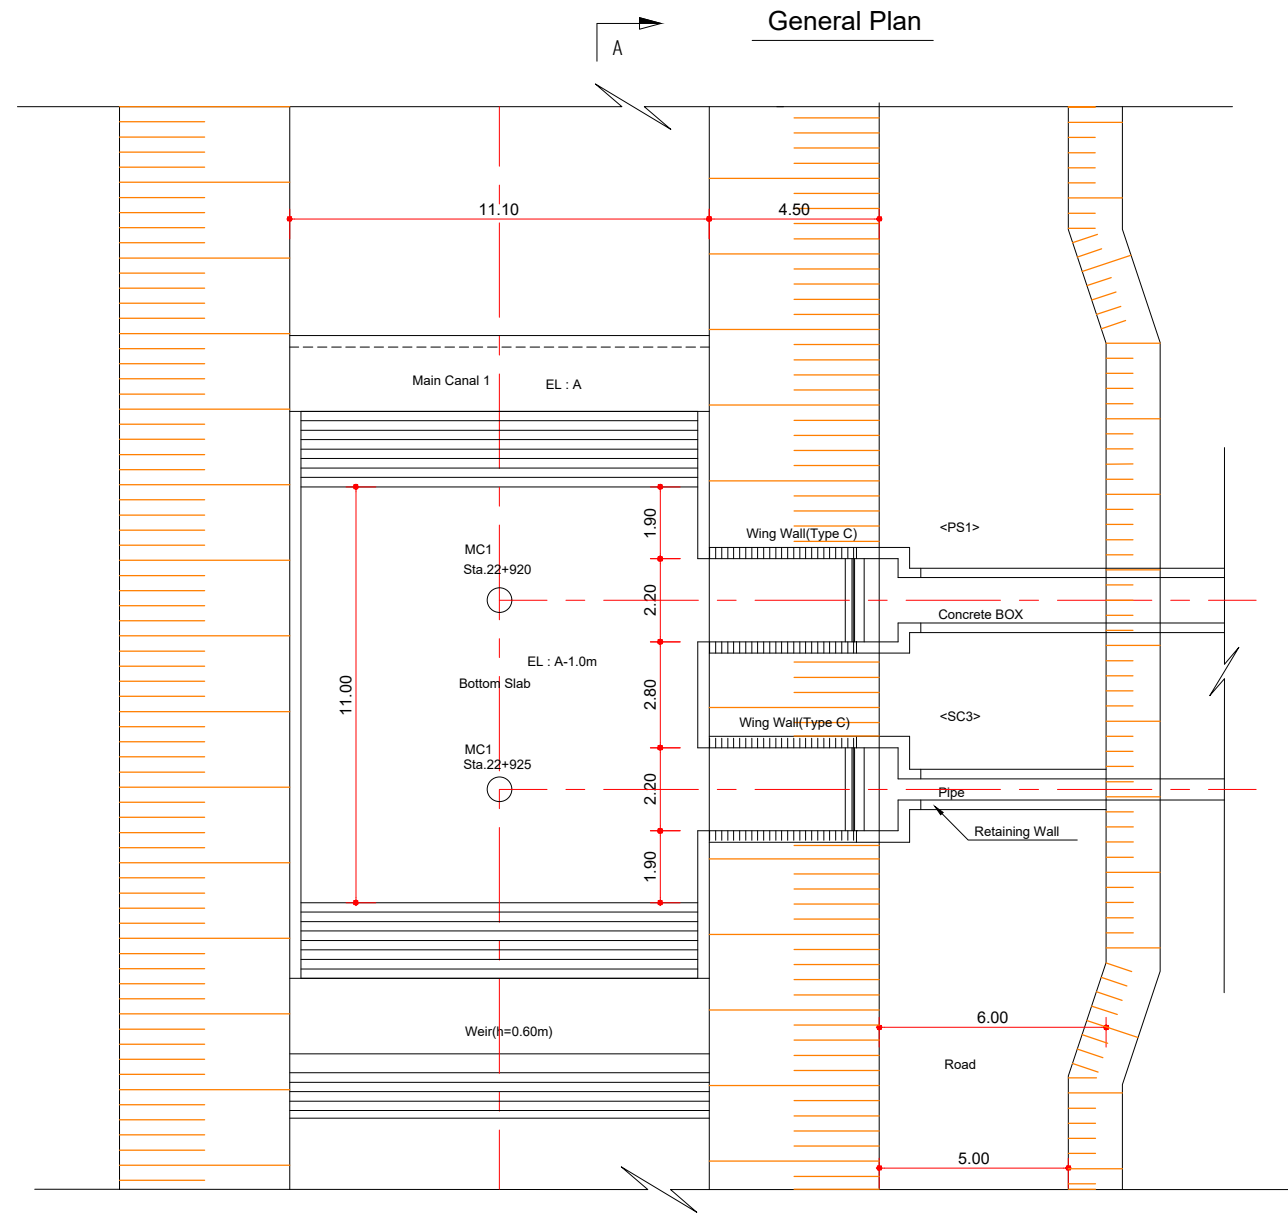 General Plan
A
11.10
4.50
Main Canal 1
EL : A
1.90
Wing Wall(Type C)
<PS1>
MC1
Sta.22+920
2.20
Concrete BOX
EL : A-1.0m
Bottom Slab
11.00
2.80
Wing Wall(Type C)
<SC3>
MC1
Sta.22+925
2.20
Pipe
Retaining Wall
1.90
Weir(h=0.60m)
6.00
Road
5.00